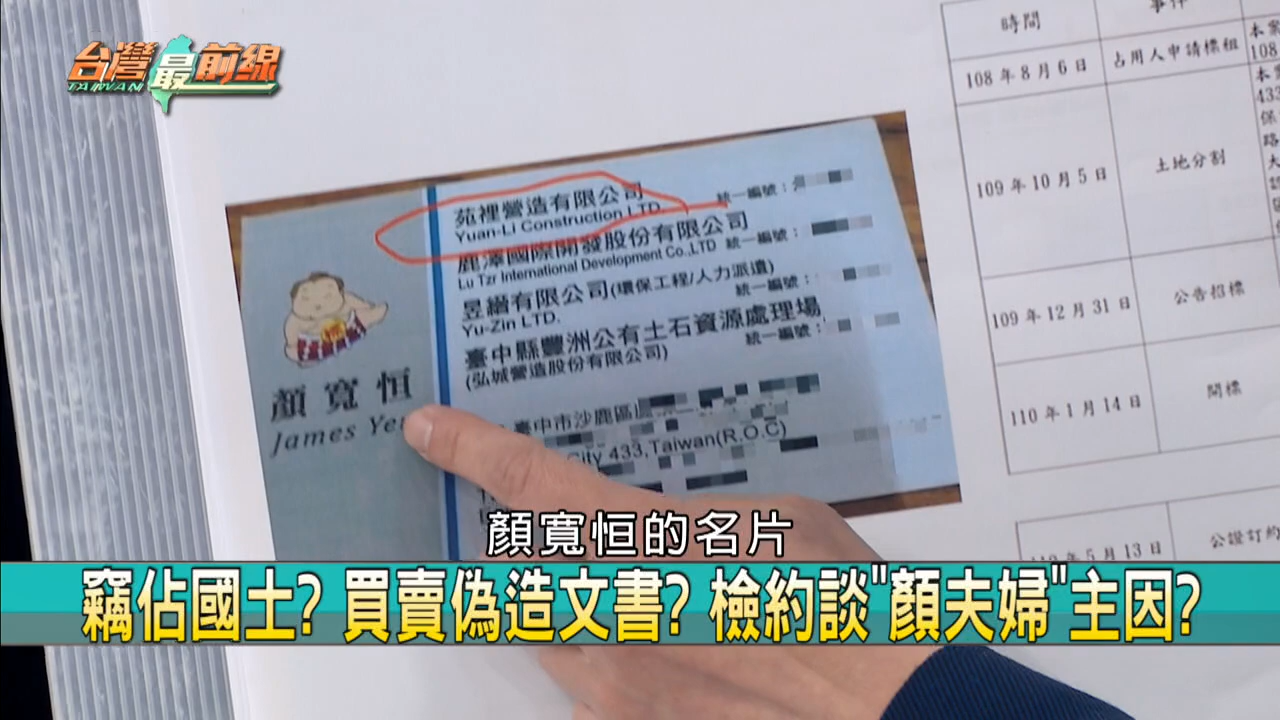 台灣最前線
TAIWAN
苑裡營造有限公司
Yuan-Li Construction LTD.
統一編號:
麗澤國際開發股份有限公司
Lu Tzr International Development Co.,LTD 統一編號:
昱繒有限公司(環保工程/人力派遣)
Yu-Zin LTD.
統一編號:
臺中縣豐洲公有土石資源處理場
(弘城營造股份有限公司)
統一編號:
臺中市沙鹿區
City 433,Taiwan(R.O.C)
顏寬恒
James
時間 事件
108年8月6日 占用人申請標租
109年10月5日 土地分割
109年12月31日 公告招標
110年1月14日 開標
年5月13日 公證訂約
顏寬恒的名片
竊佔國土? 買賣偽造文書? 檢約談"顏夫婦"主因?